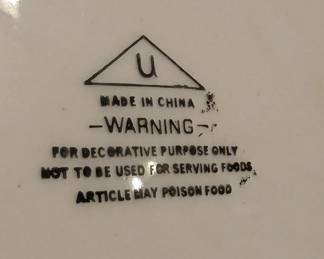 U
MADE IN CHINA
-WARNING-
FOR DECORATIVE PURPOSE ONLY
NOT TO BE USED FOR SERVING FOODS
ARTICLE MAY POISON FOOD